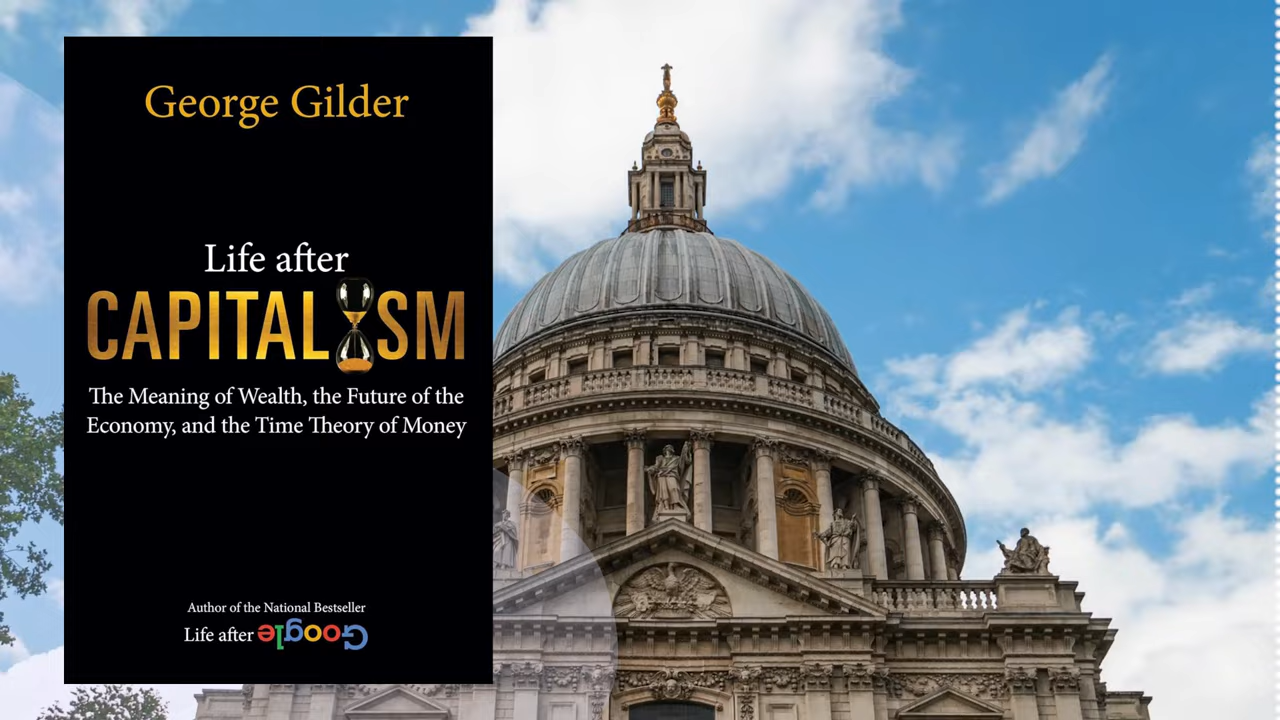 George Gilder
Life after
CAPITALISM
The Meaning of Wealth, the Future of the
Economy, and the Time Theory of Money
Author of the National Bestseller
Life after Google